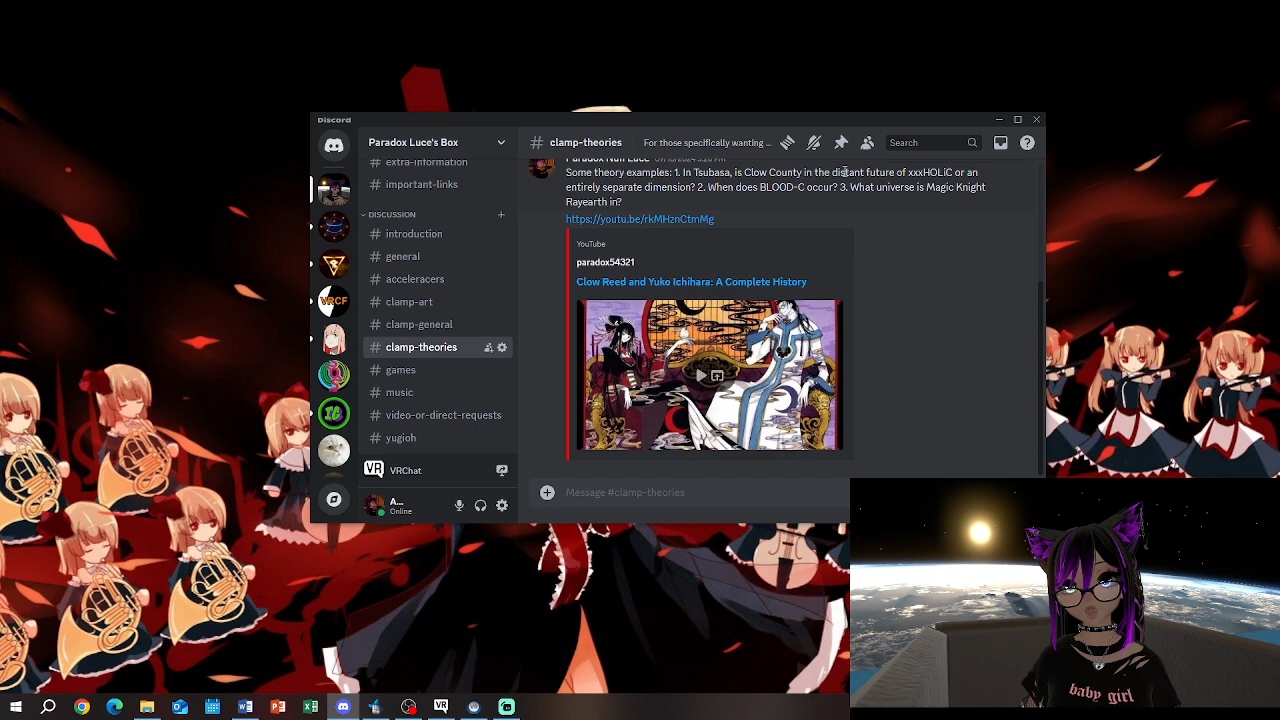 Discord
Paradox Luce's Box
clamp-theories
For those specifically wanting ...
Search
extra-information
important-links
DISCUSSION
introduction
general
acceleracers
clamp-art
clamp-general
clamp-theories
games
music
video-or-direct-requests
yugioh
VRChat
A...
Online
Some theory examples: 1. In Tsubasa, is Clow County in the distant future of xxxHOLiC or an
entirely separate dimension? 2. When does BLOOD-C occur? 3. What universe is Magic Knight
Rayearth in?
https://youtu.be/rkMHznCtmMg
YouTube
paradox54321
Clow Reed and Yuko Ichihara: A Complete History
Message #clamp-theories
VRCF
IC
VR
VR
baby girl